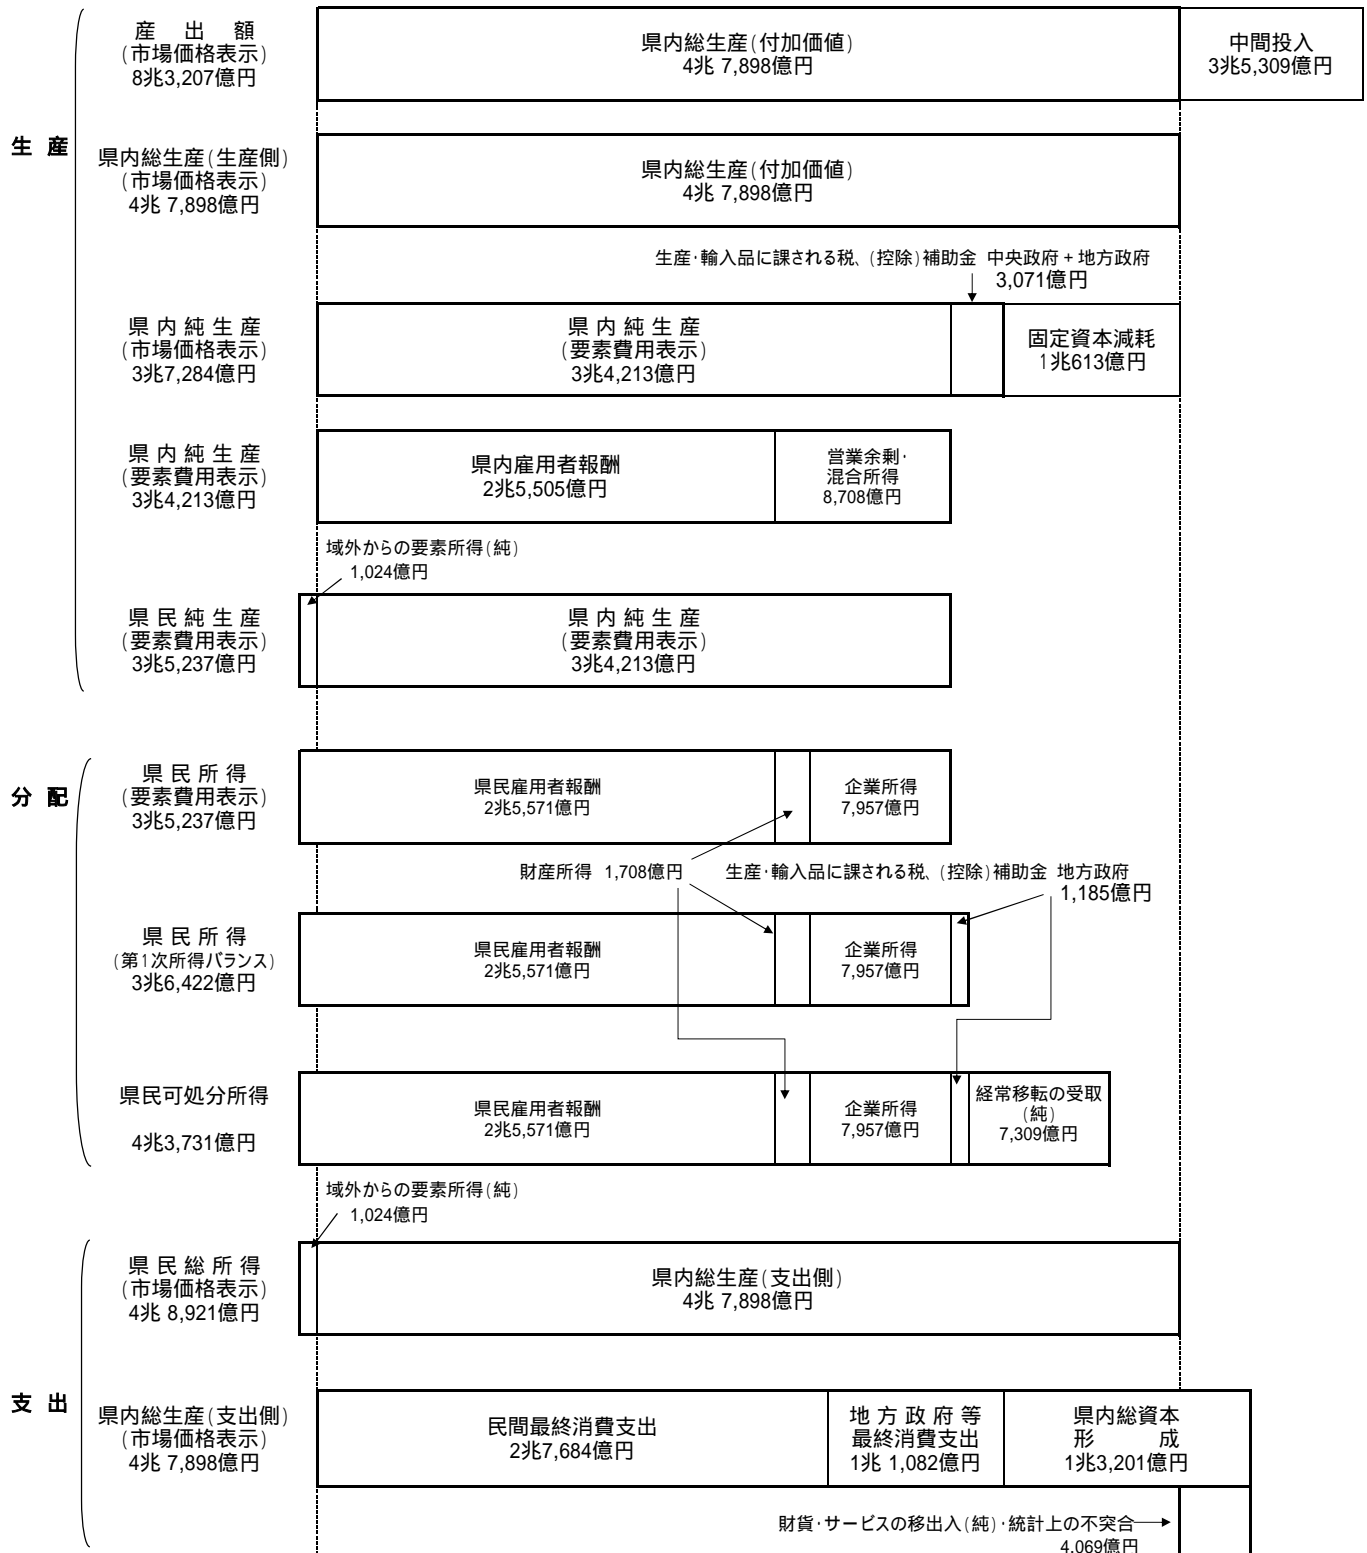 産 出 額
(市場価格表示)
8兆3,207億円
県内総生産(付加価値)
4兆 7,898億円
中間投入
3兆5,309億円
生 産
県内総生産(生産側)
(市場価格表示)
4兆 7,898億円
県内総生産(付加価値)
4兆 7,898億円
生産・輸入品に課される税、(控除)補助金 中央政府+地方政府
3,071億円
県 内 純 生 産
(市場価格表示)
3兆7,284億円
県 内 純 生 産
(要素費用表示)
3兆4,213億円
固定資本減耗
1兆613億円
県 内 純 生 産
(要素費用表示)
3兆4,213億円
県内雇用者報酬
2兆5,505億円
営業余剰・
混合所得
8,708億円
域外からの要素所得(純)
1,024億円
県 民 純 生 産
(要素費用表示)
3兆5,237億円
県 内 純 生 産
(要素費用表示)
3兆4,213億円
分 配
県 民 所 得
(要素費用表示)
3兆5,237億円
県民雇用者報酬
2兆5,571億円
企業所得
7,957億円
財産所得 1,708億円
生産・輸入品に課される税、(控除)補助金 地方政府
1,185億円
県 民 所 得
(第1次所得バランス)
3兆6,422億円
県民雇用者報酬
2兆5,571億円
企業所得
7,957億円
県民可処分所得
4兆3,731億円
県民雇用者報酬
2兆5,571億円
企業所得
7,957億円
経常移転の受取
(純)
7,309億円
域外からの要素所得(純)
1,024億円
県 民 総 所 得
(市場価格表示)
4兆 8,921億円
県内総生産(支出側)
4兆 7,898億円
支 出
県内総生産(支出側)
(市場価格表示)
4兆 7,898億円
民間最終消費支出
2兆7,684億円
地 方 政 府 等
最終消費支出
1兆 1,082億円
県内総資本
形 成
1兆3,201億円
財貨・サービスの移出入(純)・統計上の不突合
4,069億円